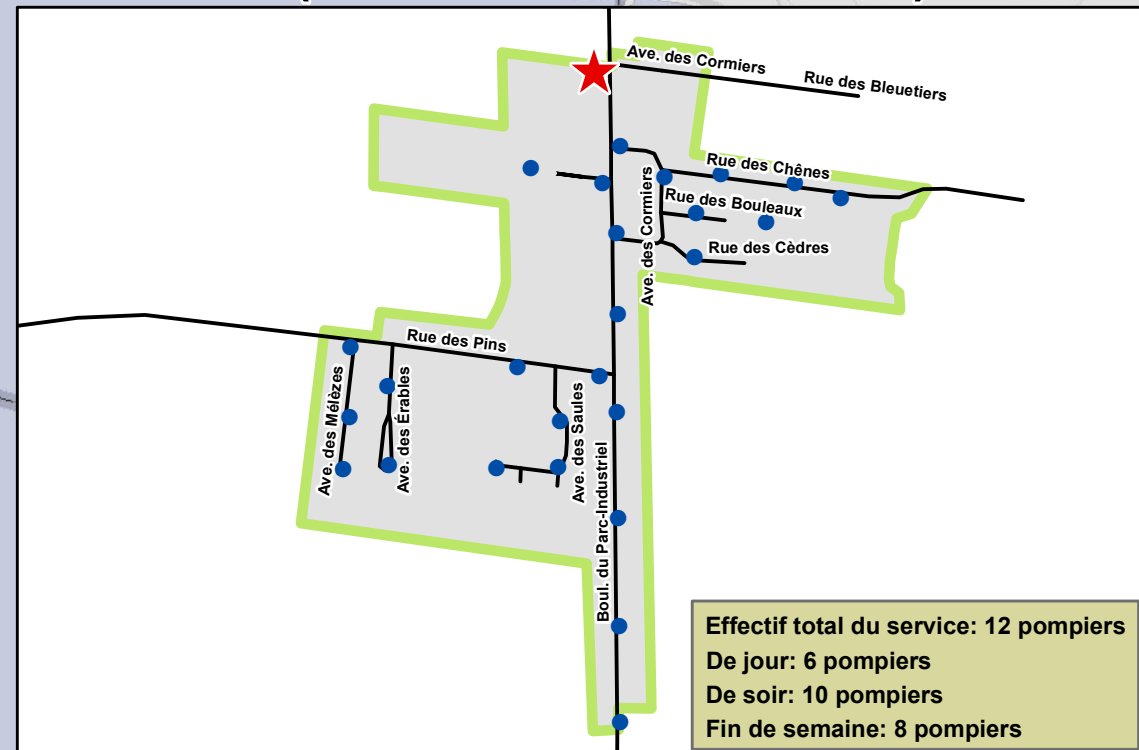 Ave. des Cormiers
Rue des Bleuetiers
Rue des Chênes
Rue des Bouleaux
Ave. des Cormiers
Rue des Cèdres
Rue des Pins
Ave. des Mélèzes
Ave. des Érables
Ave. des Saules
Boul. du Parc-Industriel
Effectif total du service: 12 pompiers
De jour: 6 pompiers
De soir: 10 pompiers
Fin de semaine: 8 pompiers